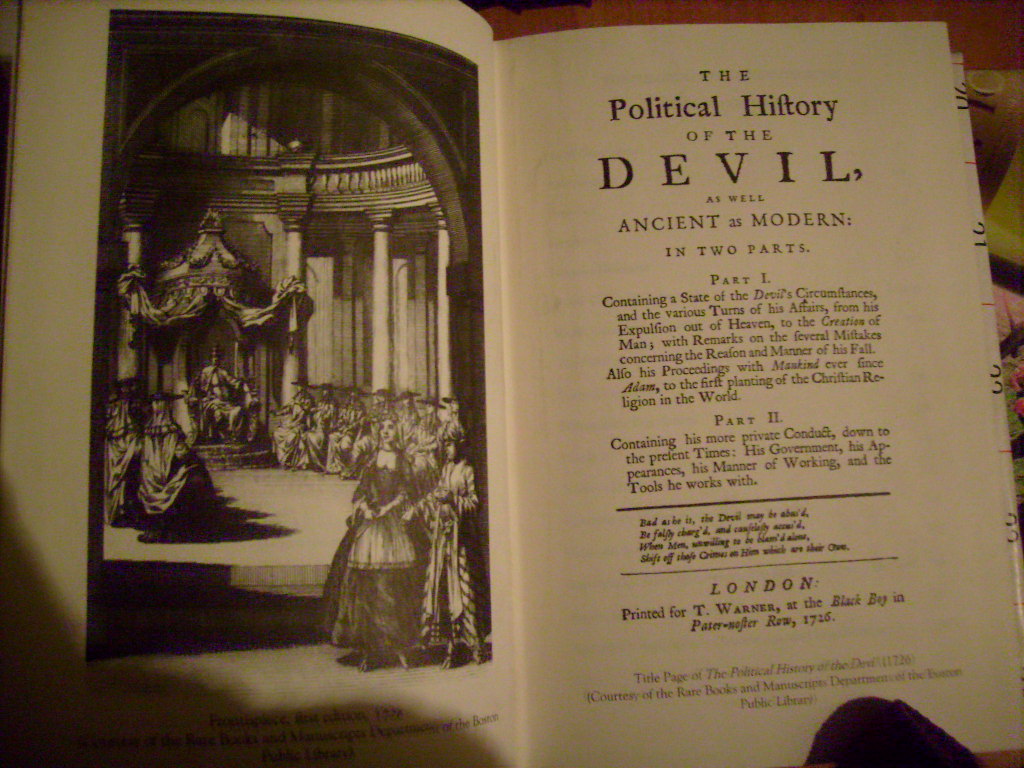 Frontispiece, first edition, 1726
(Courtesy of the Rare Books and Manuscripts Department of the Boston
Public Library)
THE
Political Hiſtory
OF THE
DEVIL,
AS WELL
ANCIENT as MODERN:
IN TWO PARTS.
PART I.
Containing a State of the Devil's Circumſtances,
and the various Turns of his Affairs, from his
Expulſion out of Heaven, to the Creation of
Man; with Remarks on the ſeveral Miſtakes
concerning the Reaſon and Manner of his Fall.
Alſo his Proceedings with Mankind ever ſince
Adam, to the firſt planting of the Chriſtian Re-
ligion in the World.
PART II.
Containing his more private Conduct, down to
the preſent Times: His Government, his Ap-
pearances, his Manner of Working, and the
Tools he works with.
Bad as he is, the Devil may be abus'd,
Be falſly charg'd, and cauſeleſly accus'd,
When Men, unwilling to be blam'd alone,
Shift off thoſe Crimes on Him which are their Own.
LONDON:
Printed for T. WARNER, at the Black Boy in
Pater-noſter Row, 1726.
Title Page of The Political History of the Devil (1726)
(Courtesy of the Rare Books and Manuscripts Department of the Boston
Public Library)
20
21